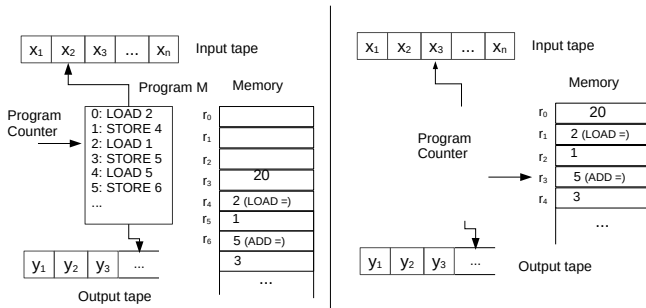 x1 x2 x3 ... xn
Input tape
Program M
Memory
Program Counter
0: LOAD 2
1: STORE 4
2: LOAD 1
3: STORE 5
4: LOAD 5
5: STORE 6
...
r0
r1
r2
r3 20
r4 2 (LOAD =)
r5 1
r6 5 (ADD =)
3
...
y1 y2 y3 ...
Output tape
x1 x2 x3 ... xn
Input tape
Memory
Program
Counter
r0 20
r1 2 (LOAD =)
r2 1
r3 5 (ADD =)
r4 3
...
y1 y2 y3 ...
Output tape